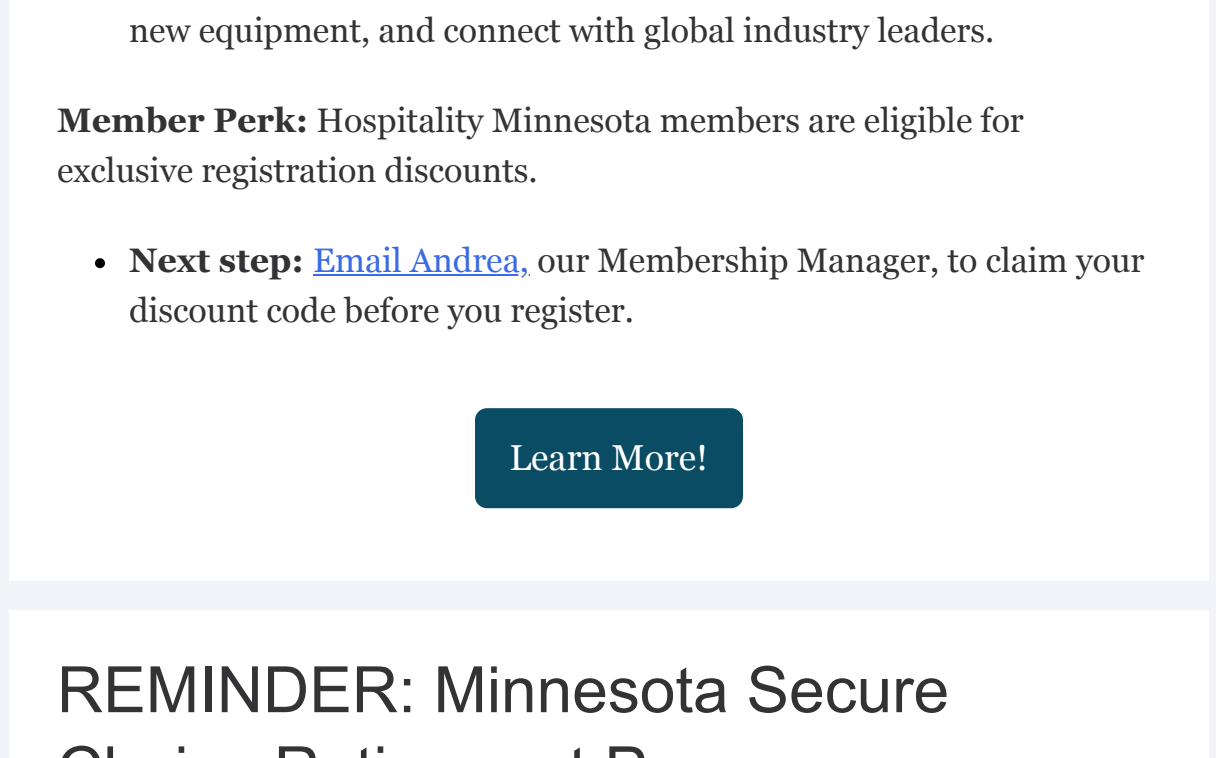 new equipment, and connect with global industry leaders.
Member Perk: Hospitality Minnesota members are eligible for
exclusive registration discounts.
• Next step: Email Andrea, our Membership Manager, to claim your
discount code before you register.
Learn More!
REMINDER: Minnesota Secure